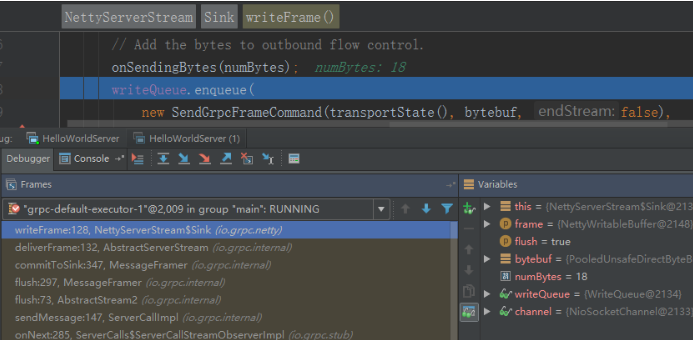 NettyServerStream Sink writeFrame()
// Add the bytes to outbound flow control.
onSendingBytes(numBytes); numBytes: 18
writeQueue.enqueue(
new SendGrpcFrameCommand(transportState(), bytebuf, endStream: false),
ug: HelloWorldServer HelloWorldServer (1)
Debugger Console
Frames
Variables
"grpc-default-executor-1"@2,009 in group "main": RUNNING
writeFrame:128, NettyServerStream$Sink (io.grpc.netty)
deliverFrame:132, AbstractServerStream (io.grpc.internal)
commitToSink:347, MessageFramer (io.grpc.internal)
flush:297, MessageFramer (io.grpc.internal)
flush:73, AbstractStream2 (io.grpc.internal)
sendMessage:147, ServerCallImpl (io.grpc.internal)
onNext:285, ServerCalls$ServerCallStreamObserverImpl (io.grpc.stub)
this = {NettyServerStream$Sink@213
frame = {NettyWritableBuffer@2148}
flush = true
bytebuf = {PooledUnsafeDirectByteB
numBytes = 18
writeQueue = {WriteQueue@2134}
channel = {NioSocketChannel@2133}